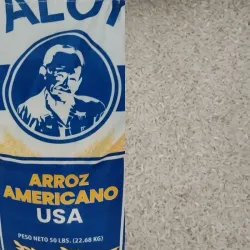 ARROZ
AMERICANO
USA
PESO NETO 50 LBS. (22.68 KG)